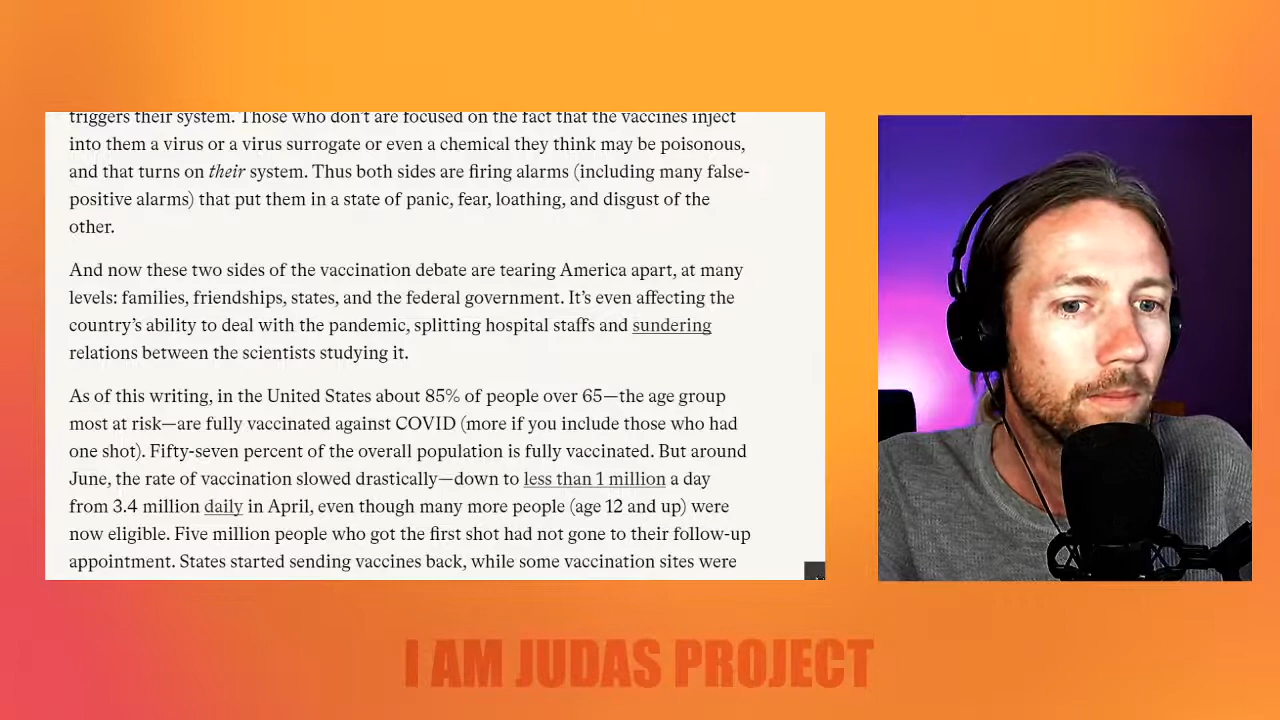 triggers their system. Those who don't are focused on the fact that the vaccines inject
into them a virus or a virus surrogate or even a chemical they think may be poisonous,
and that turns on their system. Thus both sides are firing alarms (including many false-
positive alarms) that put them in a state of panic, fear, loathing, and disgust of the
other.
And now these two sides of the vaccination debate are tearing America apart, at many
levels: families, friendships, states, and the federal government. It’s even affecting the
country’s ability to deal with the pandemic, splitting hospital staffs and sundering
relations between the scientists studying it.
As of this writing, in the United States about 85% of people over 65—the age group
most at risk—are fully vaccinated against COVID (more if you include those who had
one shot). Fifty-seven percent of the overall population is fully vaccinated. But around
June, the rate of vaccination slowed drastically—down to less than 1 million a day
from 3.4 million daily in April, even though many more people (age 12 and up) were
now eligible. Five million people who got the first shot had not gone to their follow-up
appointment. States started sending vaccines back, while some vaccination sites were
I AM JUDAS PROJECT